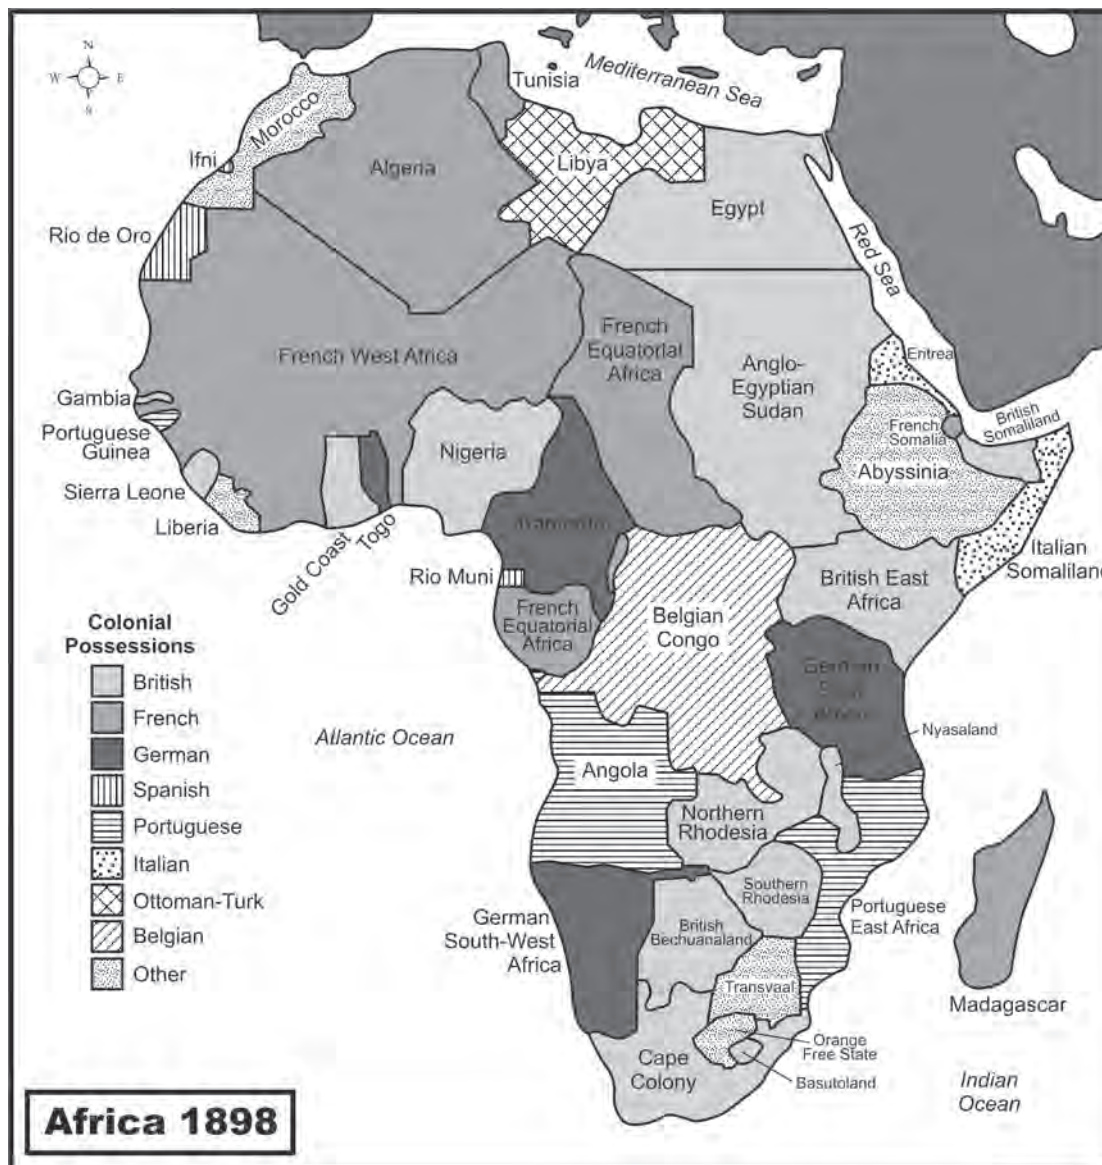 N
W
E
S
Tunisia
Mediterranean Sea
Morocco
Ifni
Algeria
Libya
Egypt
Rio de Oro
Red Sea
French West Africa
French
Equatorial
Africa
Anglo-
Egyptian
Sudan
Eritrea
Gambia
Portuguese
Guinea
Nigeria
French
Somalia
British
Somaliland
Abyssinia
Sierra Leone
Liberia
Gold Coast
Togo
Rio Muni
French
Equatorial
Africa
Belgian
Congo
British East
Africa
Italian
Somaliland
German
Nyasaland
Colonial
Possessions
British
French
German
Spanish
Portuguese
Italian
Ottoman-Turk
Belgian
Other
Atlantic Ocean
Angola
Northern
Rhodesia
Southern
Rhodesia
German
South-West
Africa
British
Bechuanaland
Portuguese
East Africa
Transvaal
Madagascar
Orange
Free State
Basutoland
Cape
Colony
Indian
Ocean
Africa 1898